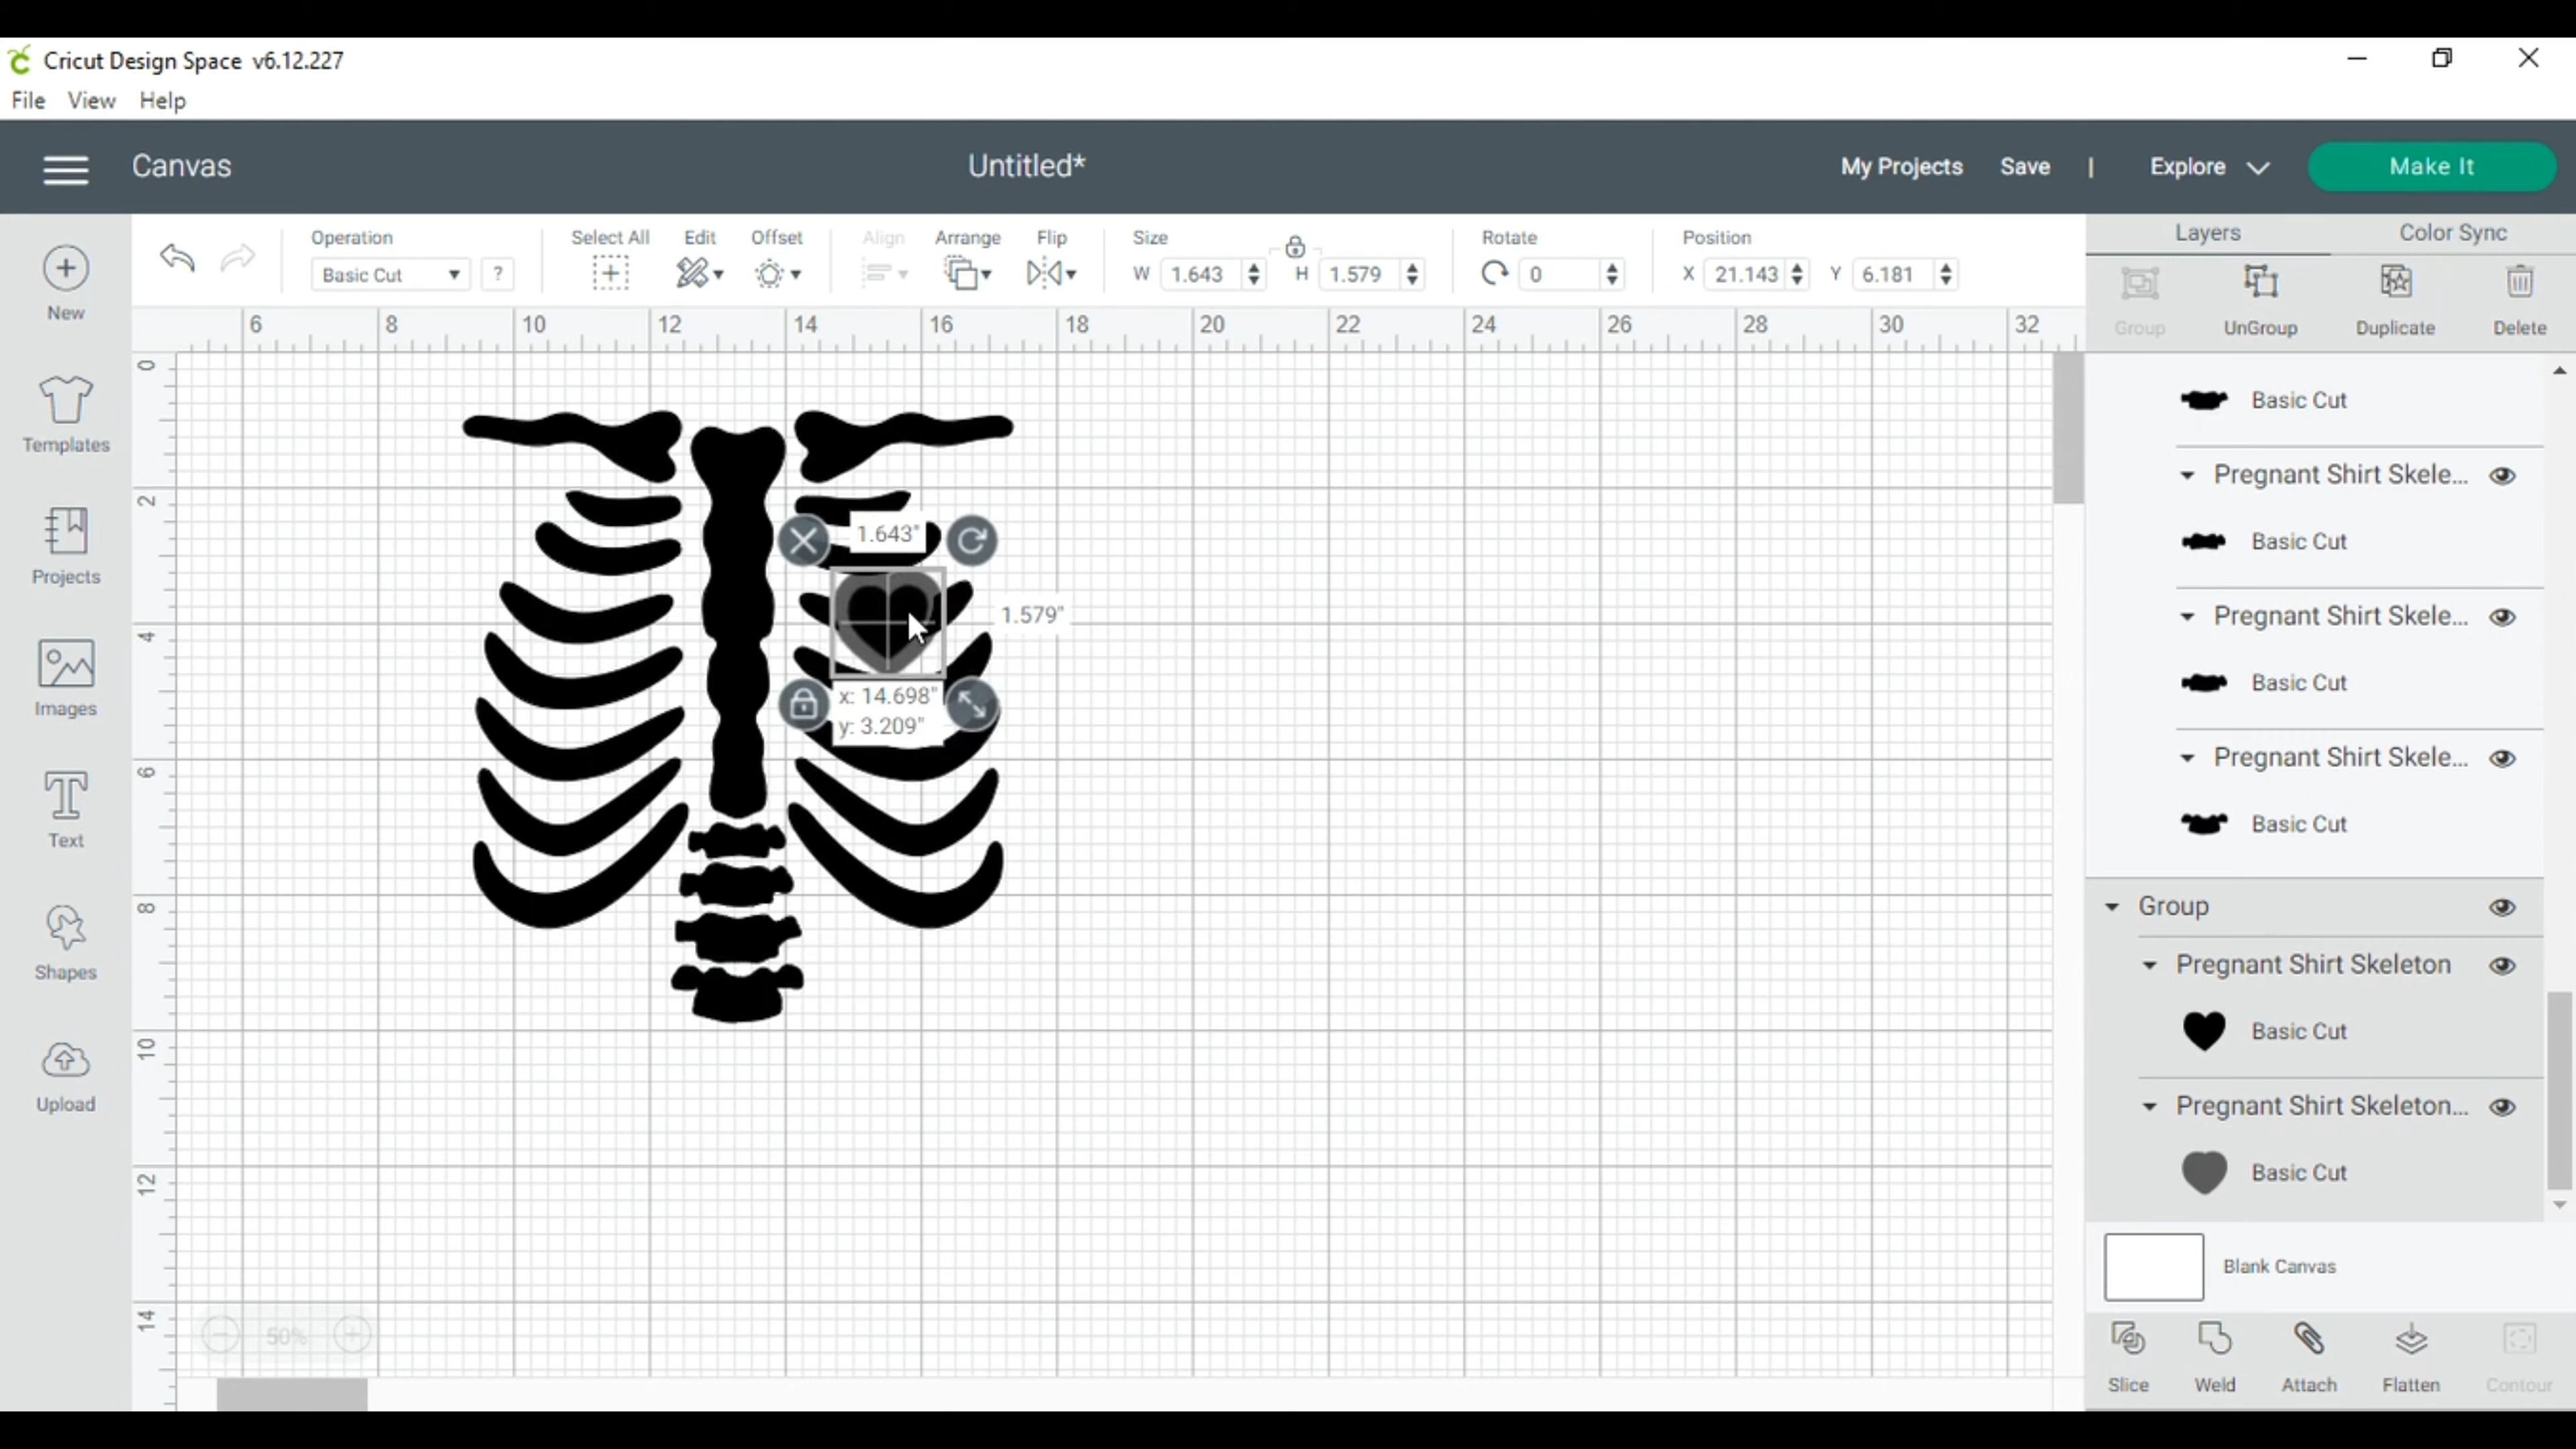 Cricut Design Space v6.12.227
File View Help
Canvas
Untitled*
My Projects Save | Explore Make It
Operation
Basic Cut
?
Select All
Edit
Offset
Align
Arrange
Flip
Size
W 1.643
H 1.579
Rotate
0
Position
X 21.143
Y 6.181
Layers
Color Sync
Group
UnGroup
Duplicate
Delete
New
Templates
Projects
Images
Text
Shapes
Upload
6 8 10 12 14 16 18 20 22 24 26 28 30 32
0
2
4
6
8
10
12
14
1.643"
1.579"
x: 14.698"
y: 3.209"
50%
Basic Cut
Pregnant Shirt Skele...
Basic Cut
Pregnant Shirt Skele...
Basic Cut
Pregnant Shirt Skele...
Basic Cut
Group
Pregnant Shirt Skeleton
Basic Cut
Pregnant Shirt Skeleton...
Basic Cut
Blank Canvas
Slice
Weld
Attach
Flatten
Contour